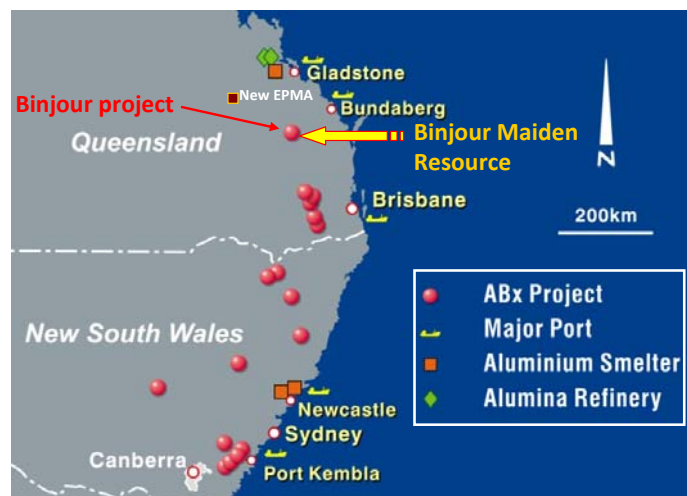 Gladstone
New EPMA
Binjour project
Bundaberg
Queensland
Binjour Maiden
Resource
N
Brisbane
200km
New South Wales
ABx Project
Major Port
Aluminium Smelter
Alumina Refinery
Newcastle
Sydney
Canberra
Port Kembla